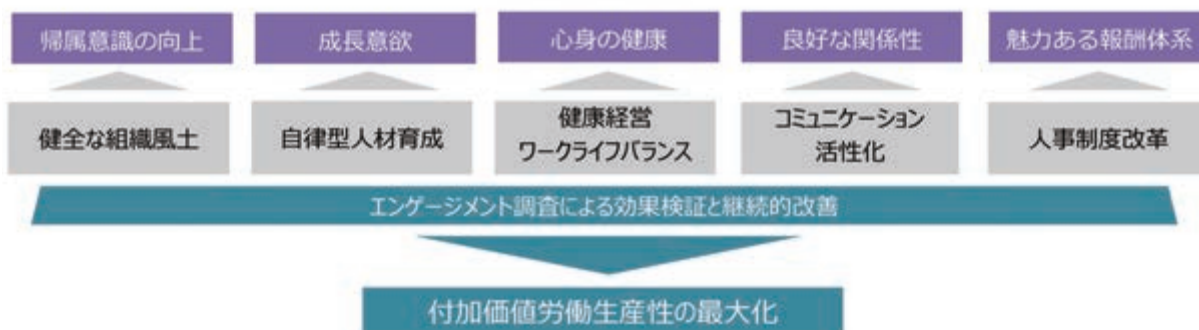 帰属意識の向上
成長意欲
心身の健康
良好な関係性
魅力ある報酬体系
健全な組織風土
自律型人材育成
健康経営
ワークライフバランス
コミュニケーション
活性化
人事制度改革
エンゲージメント調査による効果検証と継続的改善
付加価値労働生産性の最大化